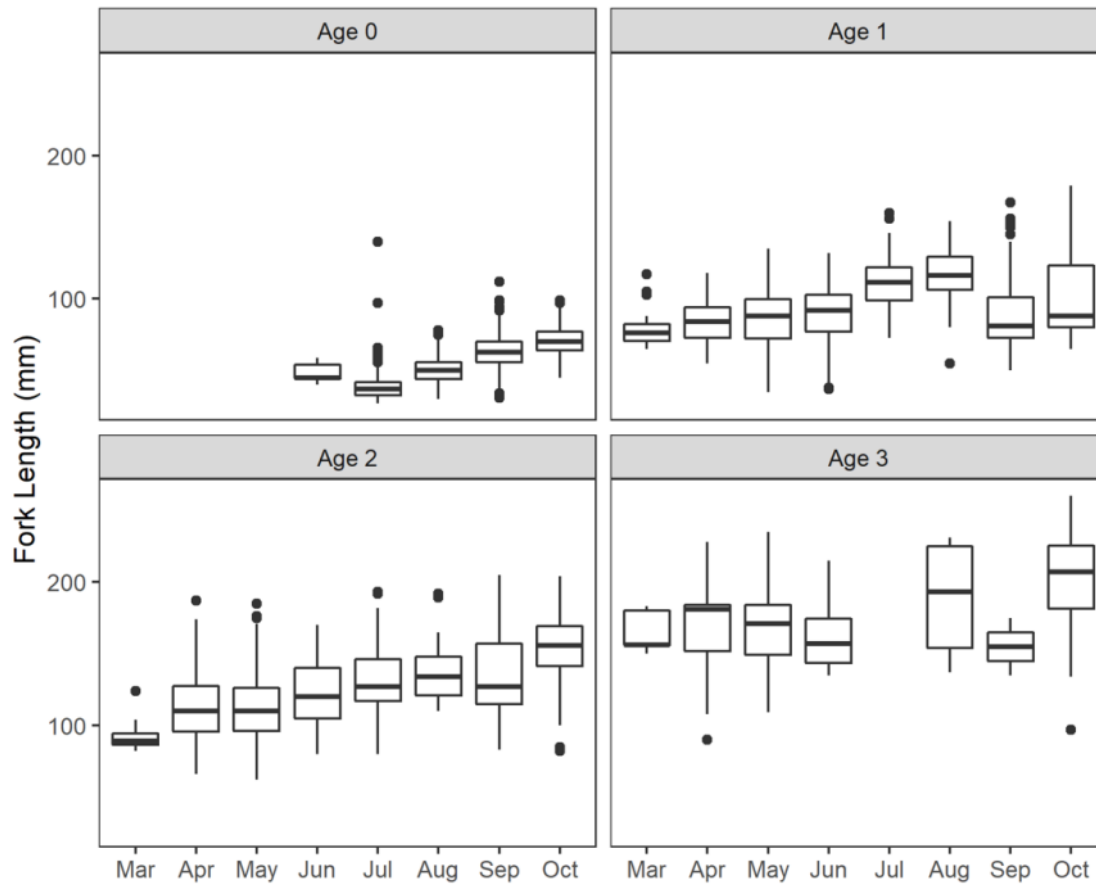 Age 0
Age 1
200
100
Age 2
Age 3
200
100
Fork Length (mm)
Mar Apr May Jun Jul Aug Sep Oct
Mar Apr May Jun Jul Aug Sep Oct